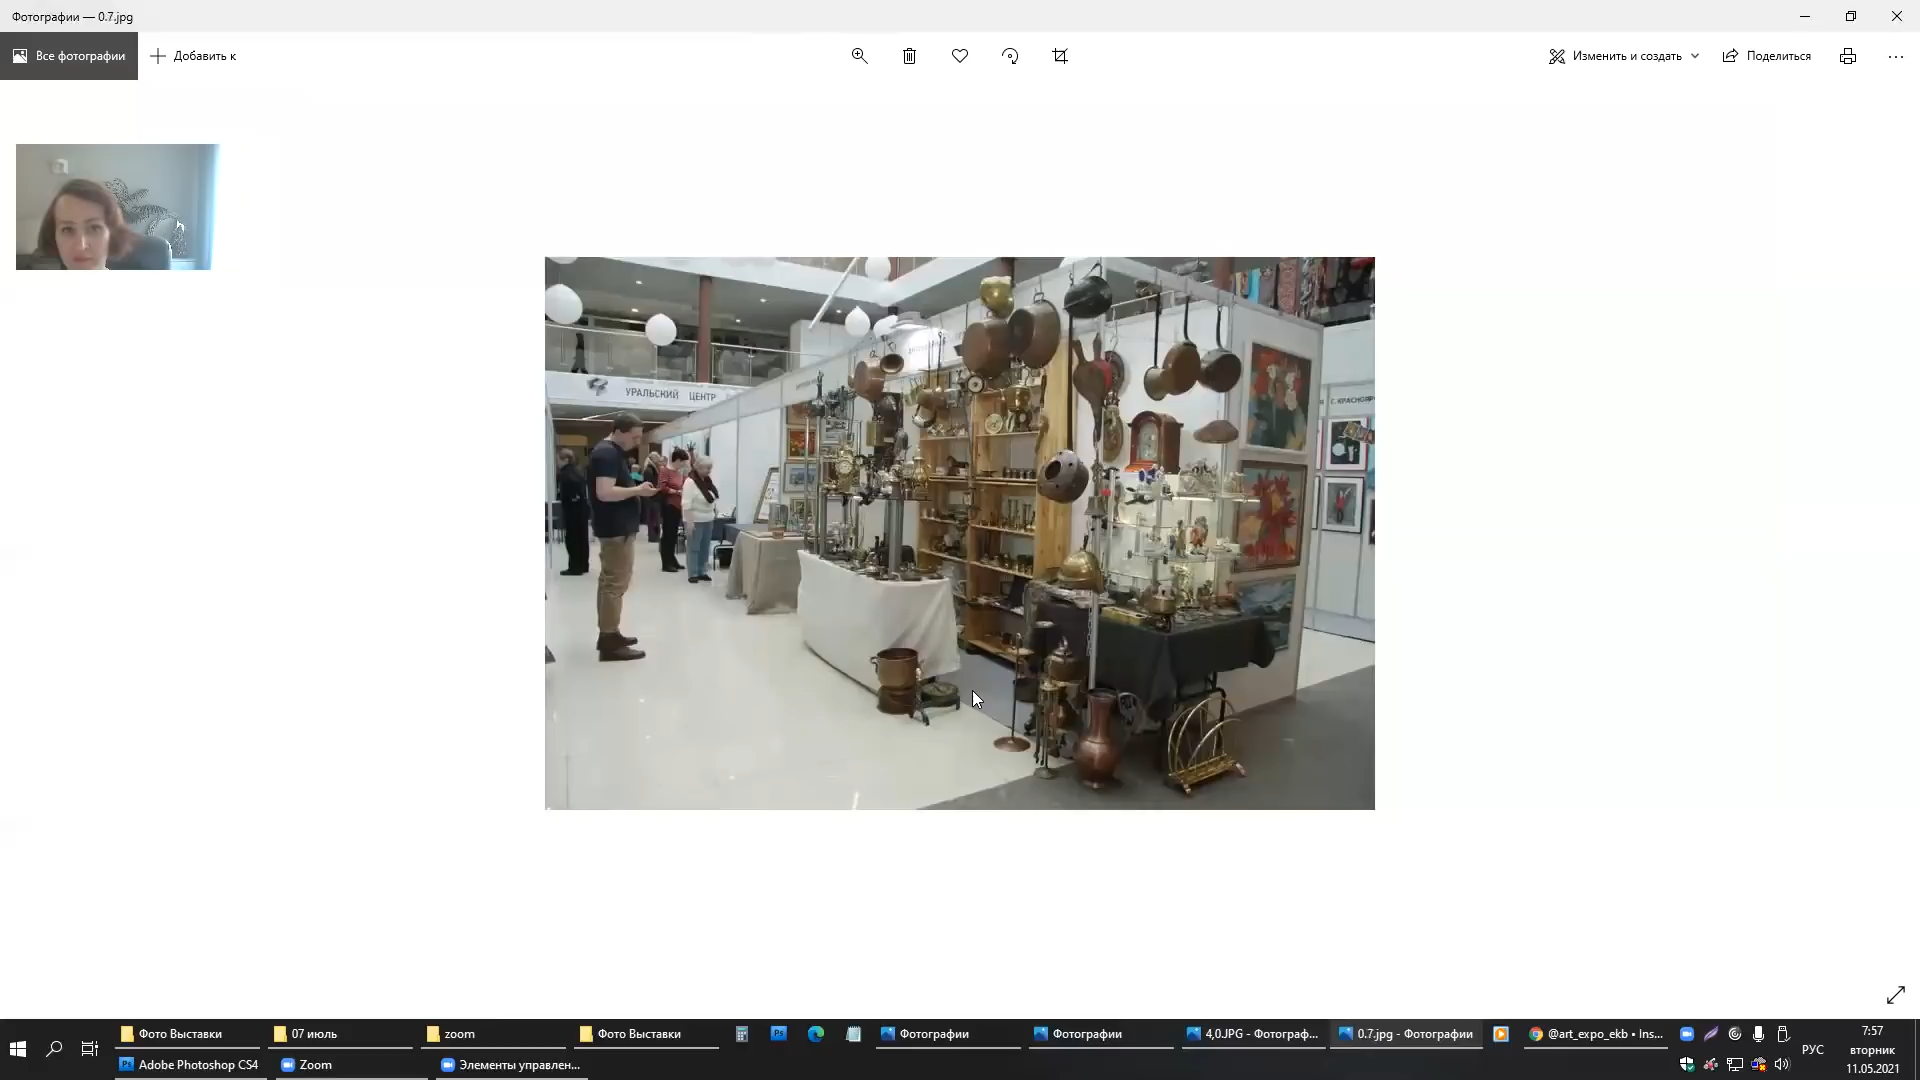 Фотографии — 0.7.jpg
Все фотографии
Добавить к
Изменить и создать
Поделиться
УРАЛЬСКИЙ ЦЕНТР
Г. КРАСНОЯР
Фото Выставки
07 июль
zoom
Фото Выставки
Фотографии
Фотографии
4,0.JPG - Фотограф...
0.7.jpg - Фотографии
@art_expo_ekb • Ins...
Adobe Photoshop CS4
Zoom
Элементы управлен...
РУС
7:57
вторник
11.05.2021